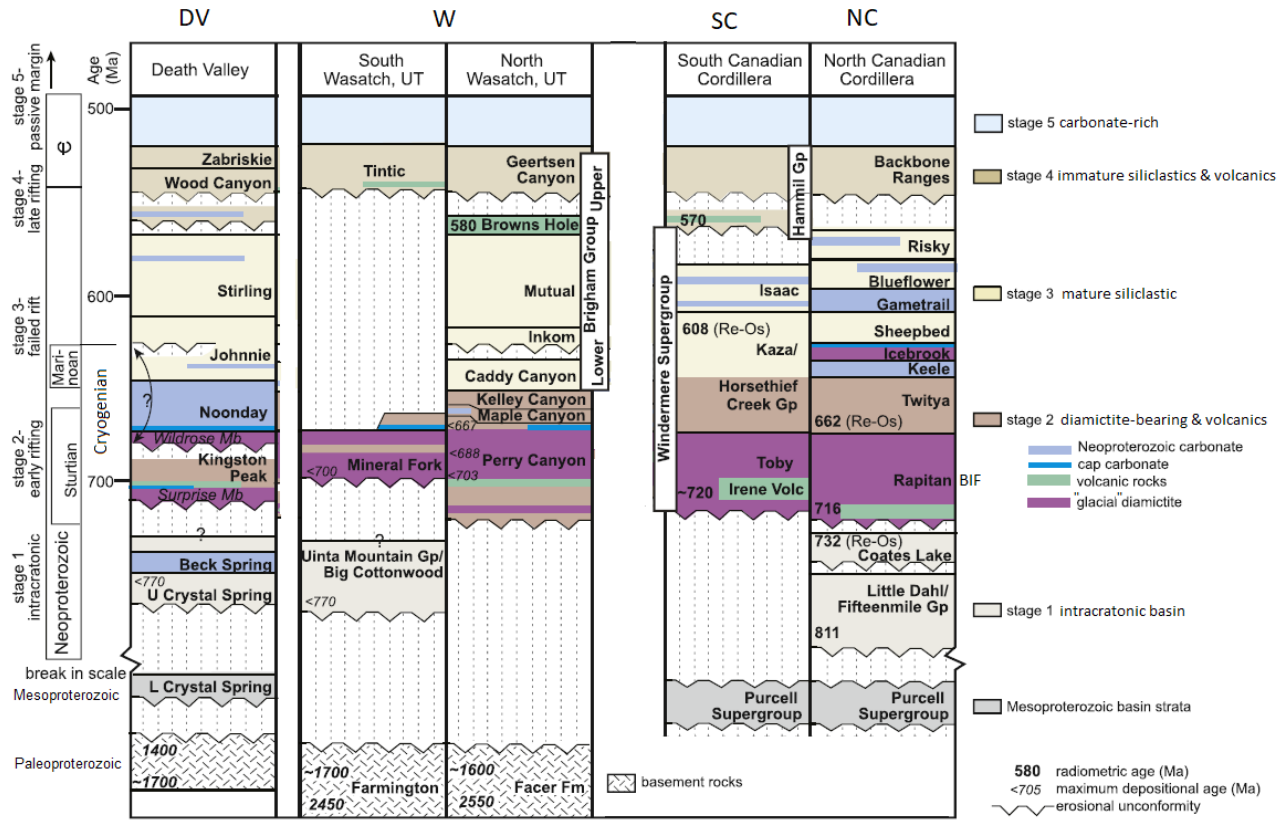 DV
W
SC
NC
stage 5-
passive margin
Age
(Ma)
Death Valley
South
Wasatch, UT
North
Wasatch, UT
South Canadian
Cordillera
North Canadian
Cordillera
500
600
700
Є
stage 4-
late rifting
stage 3-
failed rift
Mari-
noan
Cryogenian
stage 2-
early rifting
Sturtian
stage 1
intracratonic
Neoproterozoic
break in scale
Mesoproterozoic
Paleoproterozoic
Zabriskie
Wood Canyon
Stirling
Johnnie
?
Noonday
Wildrose Mb
Kingston
Peak
Surprise Mb
?
Beck Spring
<770
U Crystal Spring
L Crystal Spring
1400
~1700
Tintic
<700 Mineral Fork
?
Uinta Mountain Gp/
Big Cottonwood
<770
~1700
Farmington
2450
Geertsen
Canyon
580 Browns Hole
Mutual
Inkom
Caddy Canyon
Kelley Canyon
Maple Canyon
<667
<688
Perry Canyon
<703
~1600
Facer Fm
2550
Lower Brigham Group Upper
Hammil Gp
Windermere Supergroup
570
Isaac
608 (Re-Os)
Kaza/
Horsethief
Creek Gp
Toby
~720 Irene Volc
Purcell
Supergroup
Backbone
Ranges
Risky
Blueflower
Gametrail
Sheepbed
Icebrook
Keele
Twitya
662 (Re-Os)
Rapitan
BIF
716
732 (Re-Os)
Coates Lake
Little Dahl/
Fifteenmile Gp
811
Purcell
Supergroup
stage 5 carbonate-rich
stage 4 immature siliclastics & volcanics
stage 3 mature siliclastic
stage 2 diamictite-bearing & volcanics
Neoproterozoic carbonate
cap carbonate
volcanic rocks
"glacial" diamictite
stage 1 intracratonic basin
Mesoproterozoic basin strata
basement rocks
580 radiometric age (Ma)
<705 maximum depositional age (Ma)
erosional unconformity